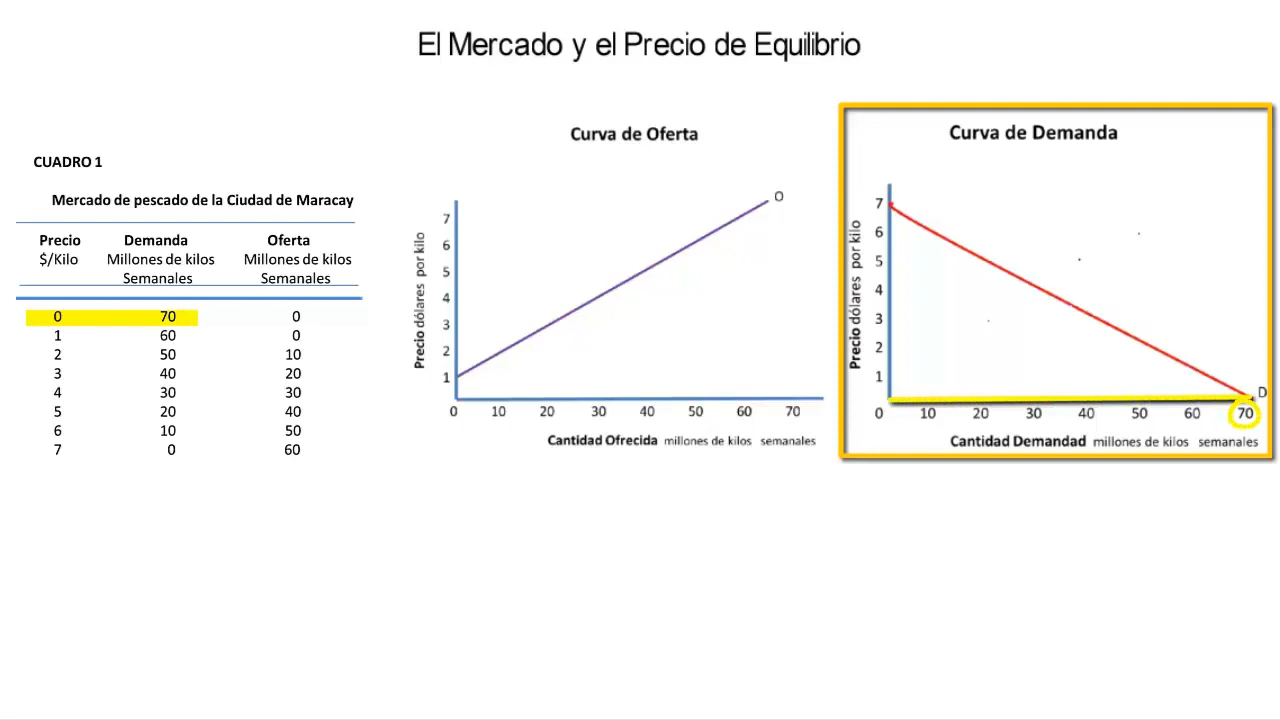 El Mercado y el Precio de Equilibrio
CUADRO 1
Mercado de pescado de la Ciudad de Maracay
Precio Demanda Oferta
$/Kilo Millones de kilos Millones de kilos
Semanales Semanales
0 70 0
1 60 0
2 50 10
3 40 20
4 30 30
5 20 40
6 10 50
7 0 60
Curva de Oferta
O
7
6
5
4
3
2
1
Precio dólares por kilo
0 10 20 30 40 50 60 70
Cantidad Ofrecida millones de kilos semanales
Curva de Demanda
7
6
5
4
3
2
1
Precio dólares por kilo
D
0 10 20 30 40 50 60 70
Cantidad Demandad millones de kilos semanales